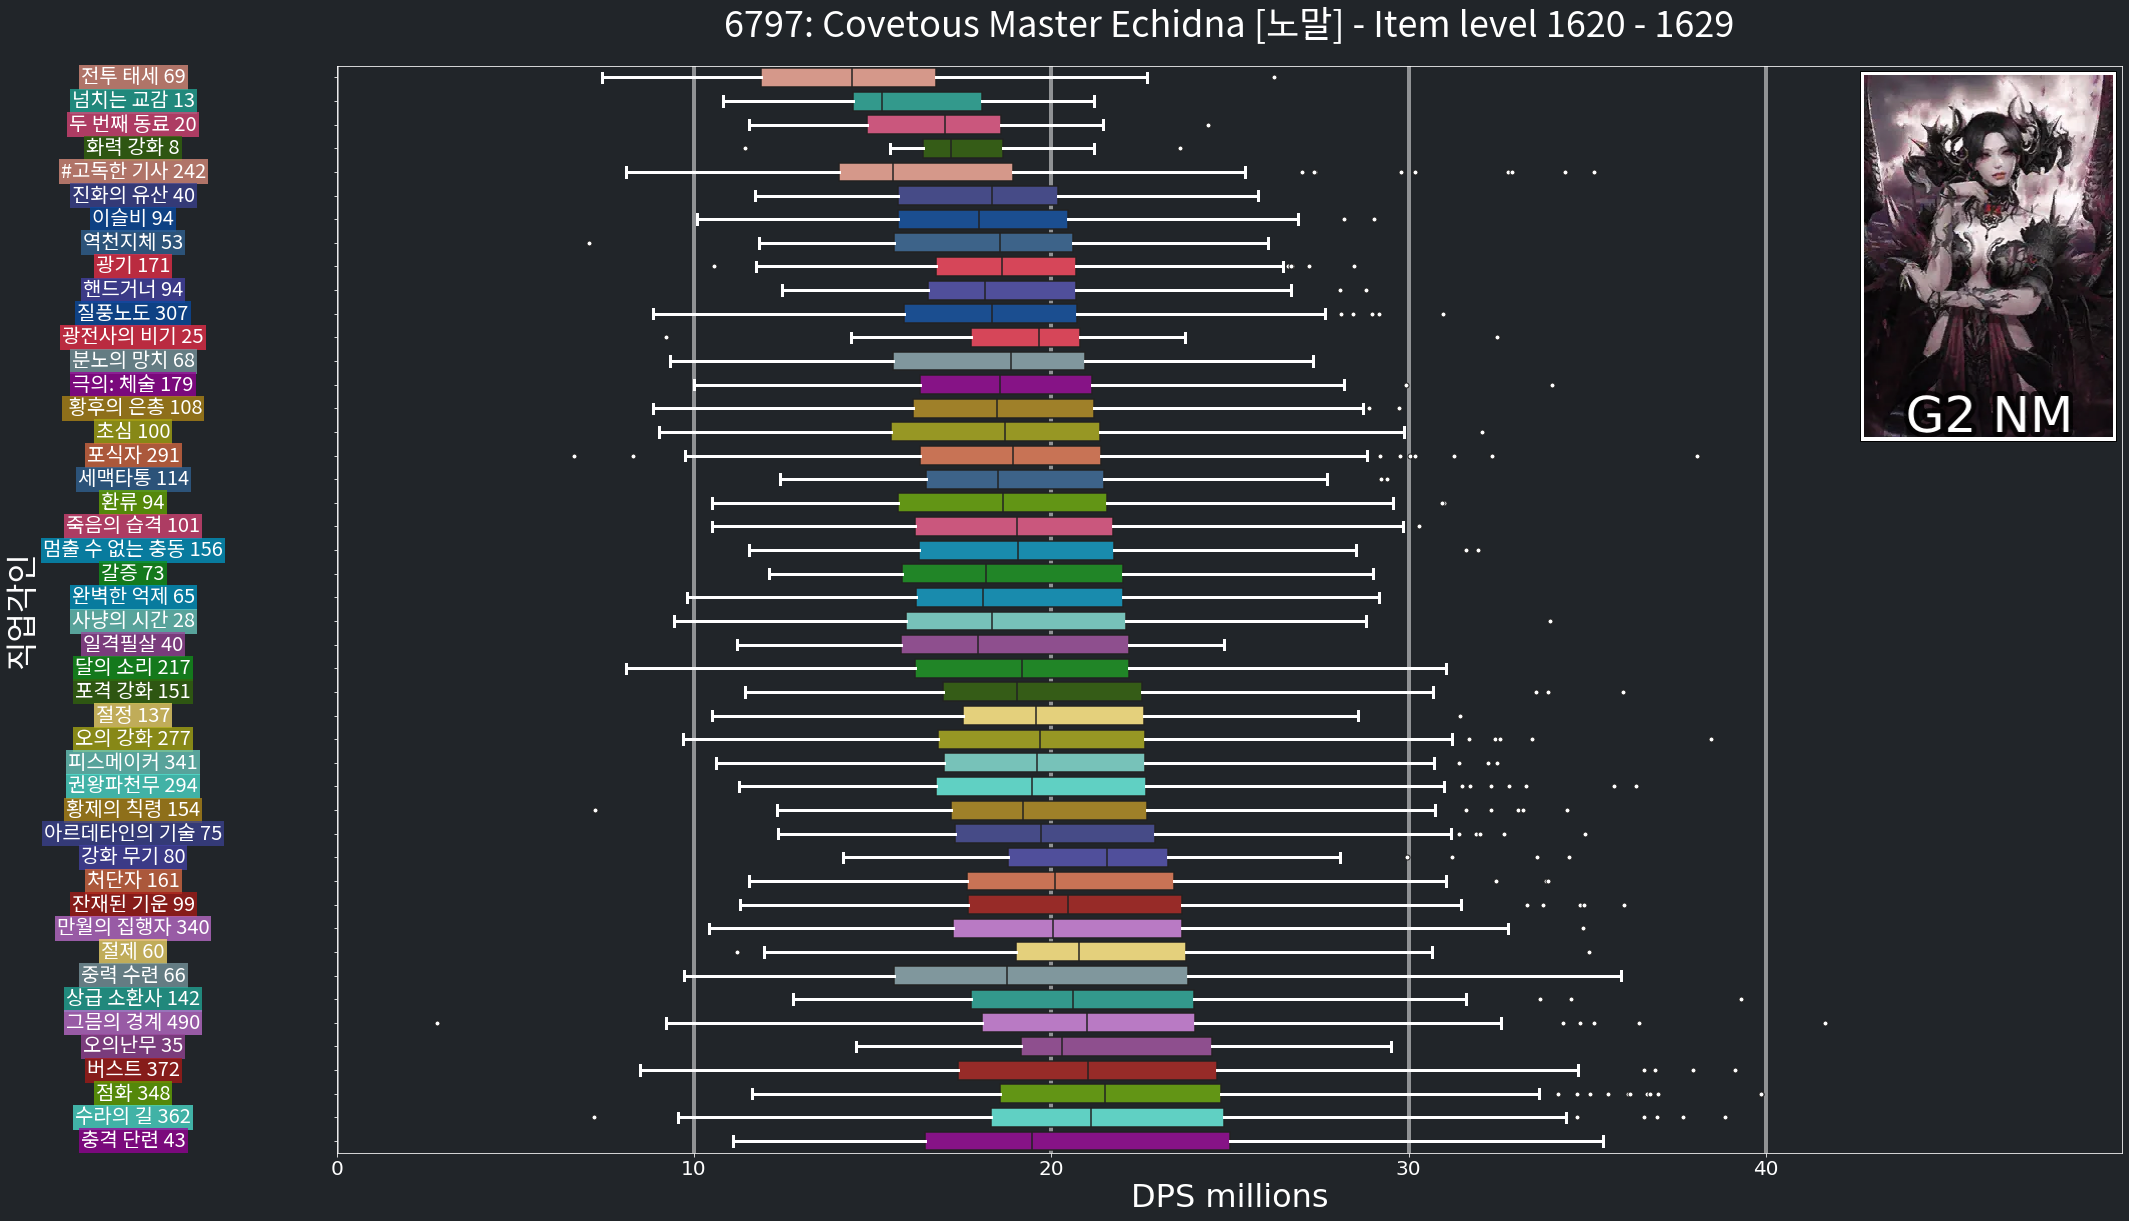 6797: Covetous Master Echidna [노말] - Item level 1620 - 1629
전투 태세 69
넘치는 교감 13
두 번째 동료 20
화력 강화 8
#고독한 기사 242
진화의 유산 40
이슬비 94
역천지체 53
광기 171
핸드거너 94
질풍노도 307
광전사의 비기 25
분노의 망치 68
극의: 체술 179
황후의 은총 108
초심 100
포식자 291
세맥타통 114
환류 94
죽음의 습격 101
멈출 수 없는 충동 156
갈증 73
완벽한 억제 65
사냥의 시간 28
일격필살 40
달의 소리 217
포격 강화 151
절정 137
오의 강화 277
피스메이커 341
권왕파천무 294
황제의 칙령 154
아르데타인의 기술 75
강화 무기 80
처단자 161
잔재된 기운 99
만월의 집행자 340
절제 60
중력 수련 66
상급 소환사 142
그믐의 경계 490
오의난무 35
버스트 372
점화 348
수라의 길 362
충격 단련 43
직업각인
G2 NM
0 10 20 30 40
DPS millions